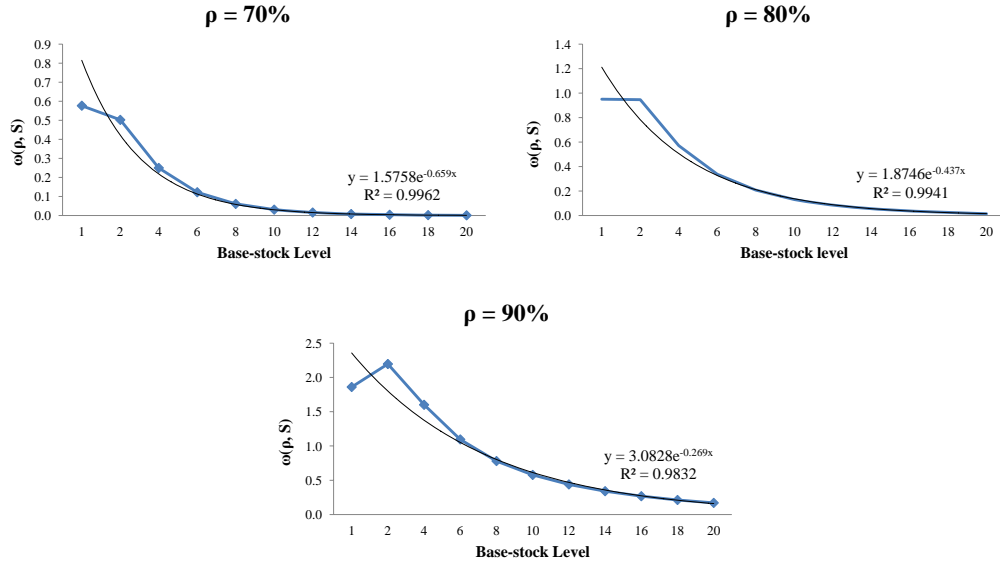 ρ = 70%
0.9
0.8
0.7
0.6
0.5
0.4
0.3
0.2
0.1
0.0
ω(ρ, S)
y = 1.5758e^-0.659x
R² = 0.9962
1 2 4 6 8 10 12 14 16 18 20
Base-stock Level
ρ = 80%
1.4
1.2
1.0
0.8
0.6
0.4
0.2
0.0
ω(ρ, S)
y = 1.8746e^-0.437x
R² = 0.9941
1 2 4 6 8 10 12 14 16 18 20
Base-stock level
ρ = 90%
2.5
2.0
1.5
1.0
0.5
0.0
ω(ρ, S)
y = 3.0828e^-0.269x
R² = 0.9832
1 2 4 6 8 10 12 14 16 18 20
Base-stock Level